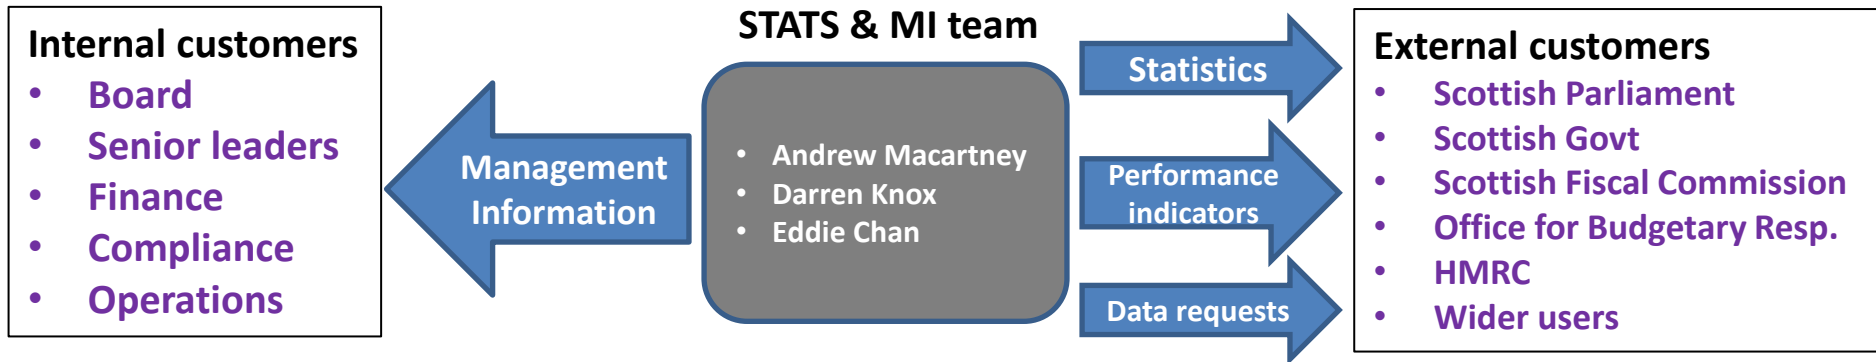 Internal customers
• Board
• Senior leaders
• Finance
• Compliance
• Operations
Management
Information
STATS & MI team
• Andrew Macartney
• Darren Knox
• Eddie Chan
Statistics
Performance
indicators
Data requests
External customers
• Scottish Parliament
• Scottish Govt
• Scottish Fiscal Commission
• Office for Budgetary Resp.
• HMRC
• Wider users